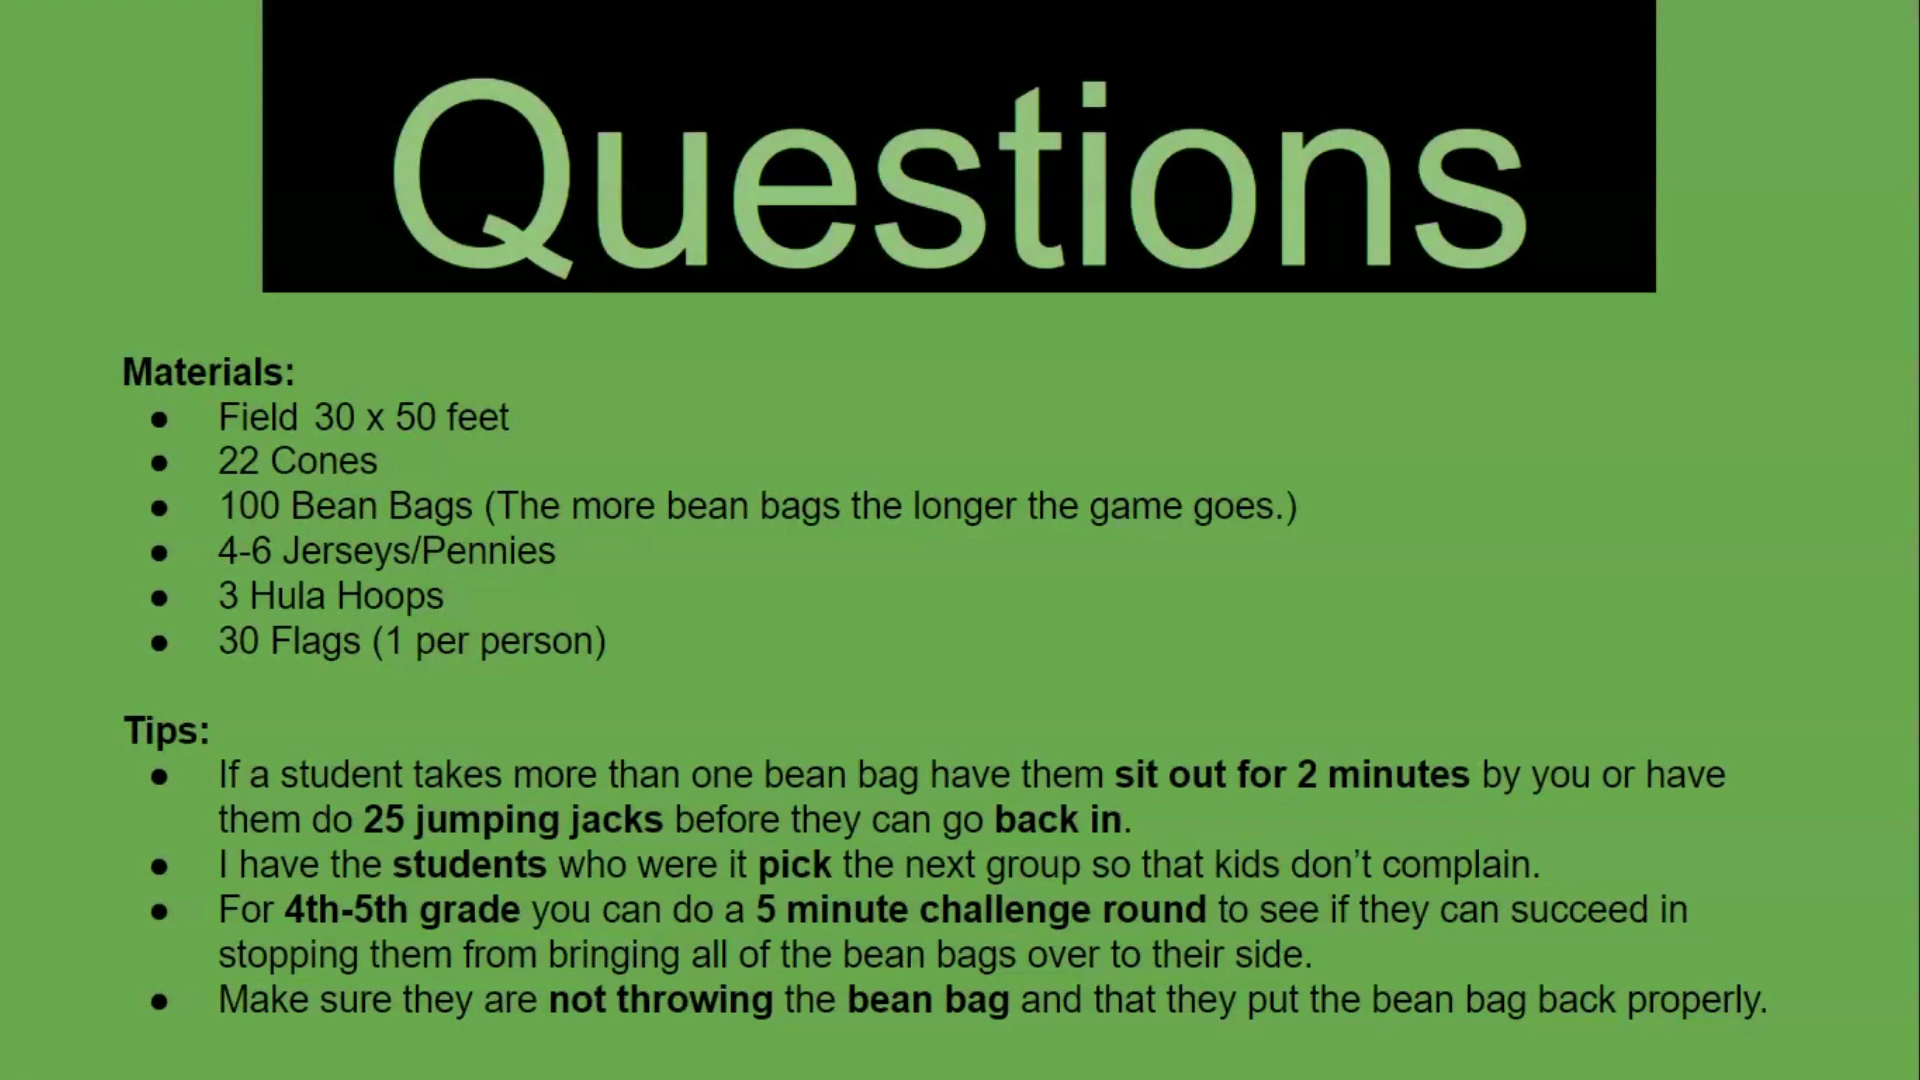 Questions
Materials:
● Field 30 x 50 feet
● 22 Cones
● 100 Bean Bags (The more bean bags the longer the game goes.)
● 4-6 Jerseys/Pennies
● 3 Hula Hoops
● 30 Flags (1 per person)
Tips:
● If a student takes more than one bean bag have them sit out for 2 minutes by you or have
them do 25 jumping jacks before they can go back in.
● I have the students who were it pick the next group so that kids don’t complain.
● For 4th-5th grade you can do a 5 minute challenge round to see if they can succeed in
stopping them from bringing all of the bean bags over to their side.
● Make sure they are not throwing the bean bag and that they put the bean bag back properly.